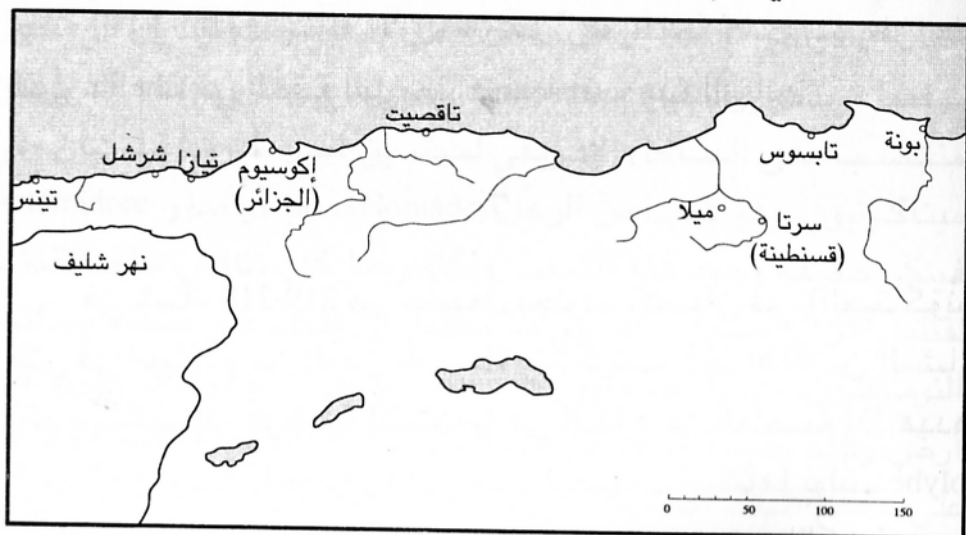 تاقصيت
بونة
تابسوس
تيازا
شرشل
تينس
إكوسيوم
(الجزائر)
ميلا
سرتا
(قسنطينة)
نهر شليف
0 50 100 150